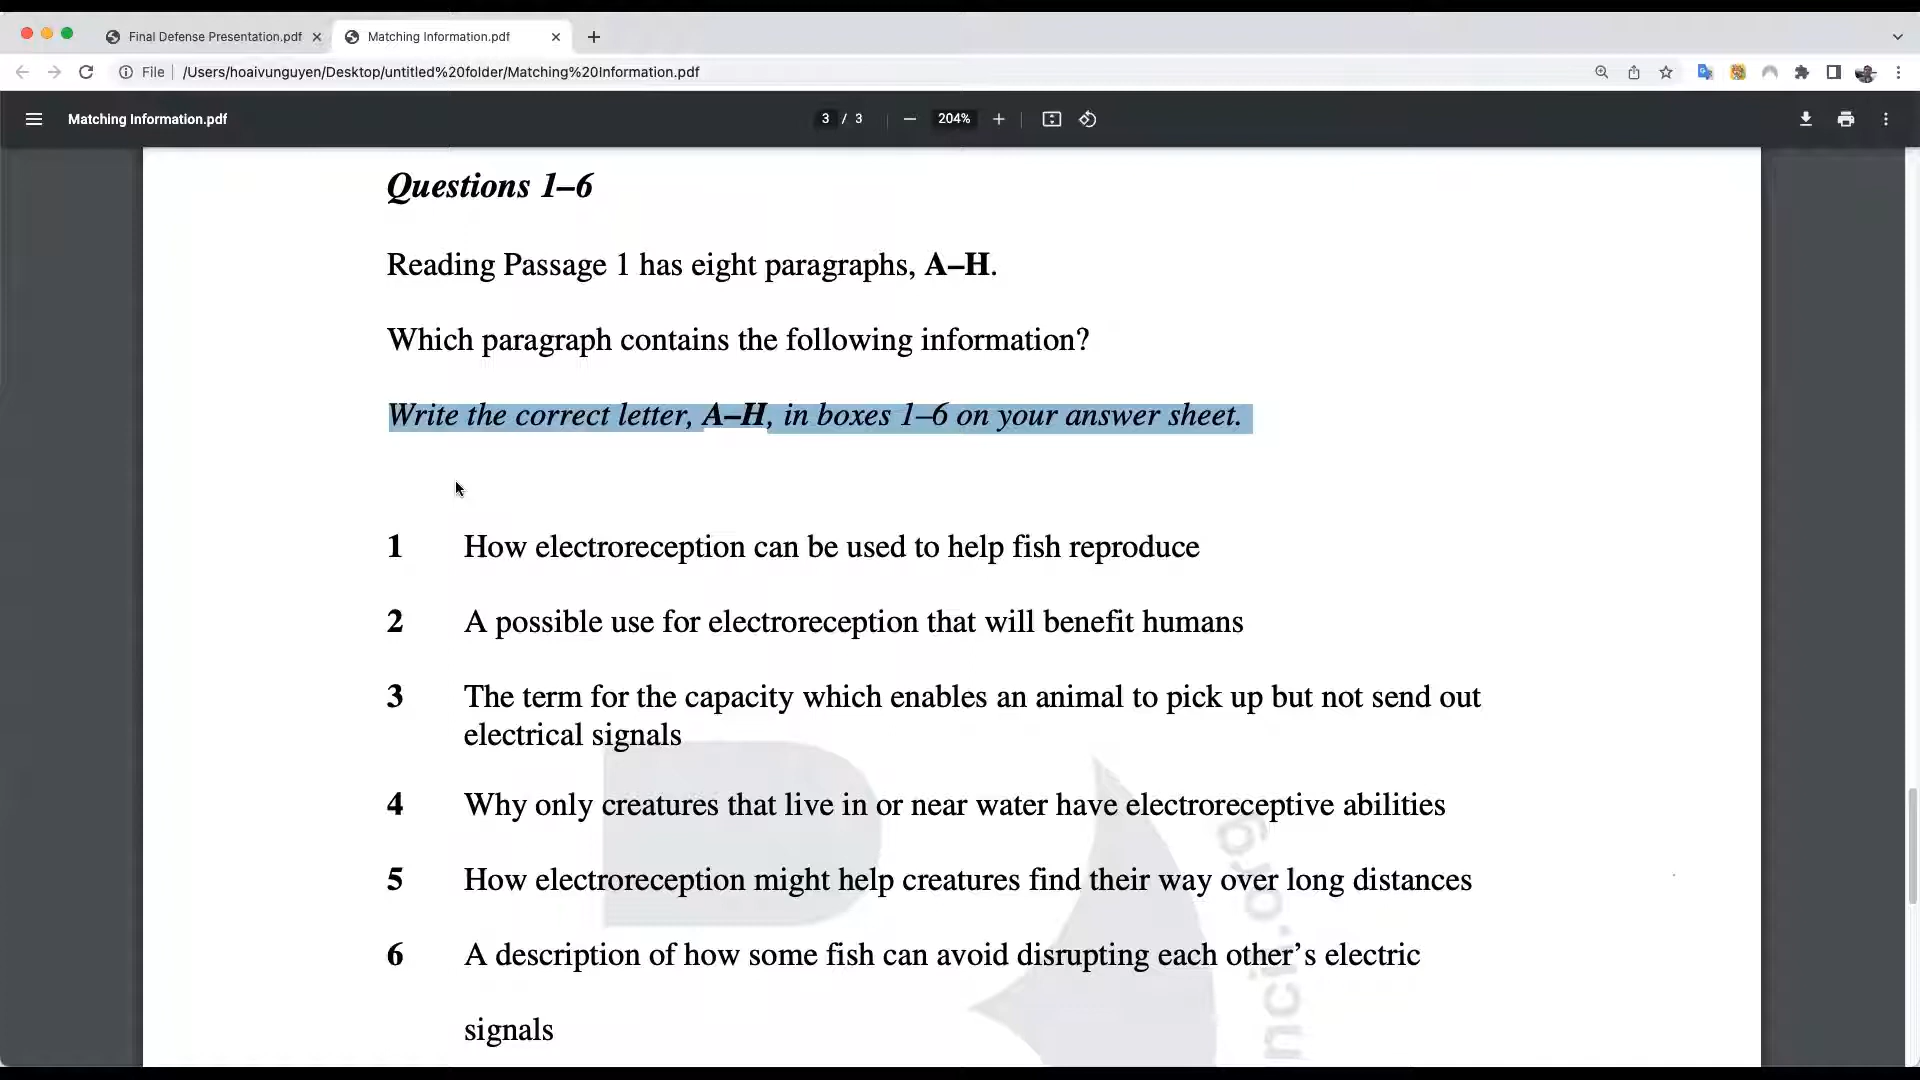 Final Defense Presentation.pdf
Matching Information.pdf
File
/Users/hoaivunguyen/Desktop/untitled%20folder/Matching%20Information.pdf
Matching Information.pdf
3 / 3
204%
Questions 1–6
Reading Passage 1 has eight paragraphs, A–H.
Which paragraph contains the following information?
Write the correct letter, A–H, in boxes 1–6 on your answer sheet.
1 How electroreception can be used to help fish reproduce
2 A possible use for electroreception that will benefit humans
3 The term for the capacity which enables an animal to pick up but not send out
electrical signals
4 Why only creatures that live in or near water have electroreceptive abilities
5 How electroreception might help creatures find their way over long distances
6 A description of how some fish can avoid disrupting each other’s electric
signals
nci.org